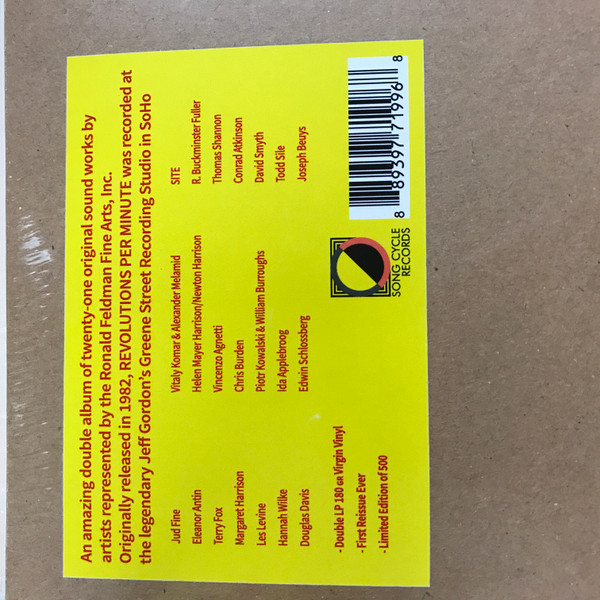 An amazing double album of twenty-one original sound works by
artists represented by the Ronald Feldman Fine Arts, Inc.
Originally released in 1982, REVOLUTIONS PER MINUTE was recorded at
the legendary Jeff Gordon's Greene Street Recording Studio in SoHo
Jud Fine
Eleanor Antin
Terry Fox
Margaret Harrison
Les Levine
Hannah Wilke
Douglas Davis
Vitaly Komar & Alexander Melamid
Helen Mayer Harrison/Newton Harrison
Vincenzo Agnetti
Chris Burden
Piotr Kowalski & William Burroughs
Ida Applebroog
Edwin Schlossberg
SITE
R. Buckminster Fuller
Thomas Shannon
Conrad Atkinson
David Smyth
Todd Sile
Joseph Beuys
- Double LP 180 GR Virgin Vinyl
- First Reissue Ever
- Limited Edition of 500
SONG CYCLE
RECORDS
8 89397 71996 8